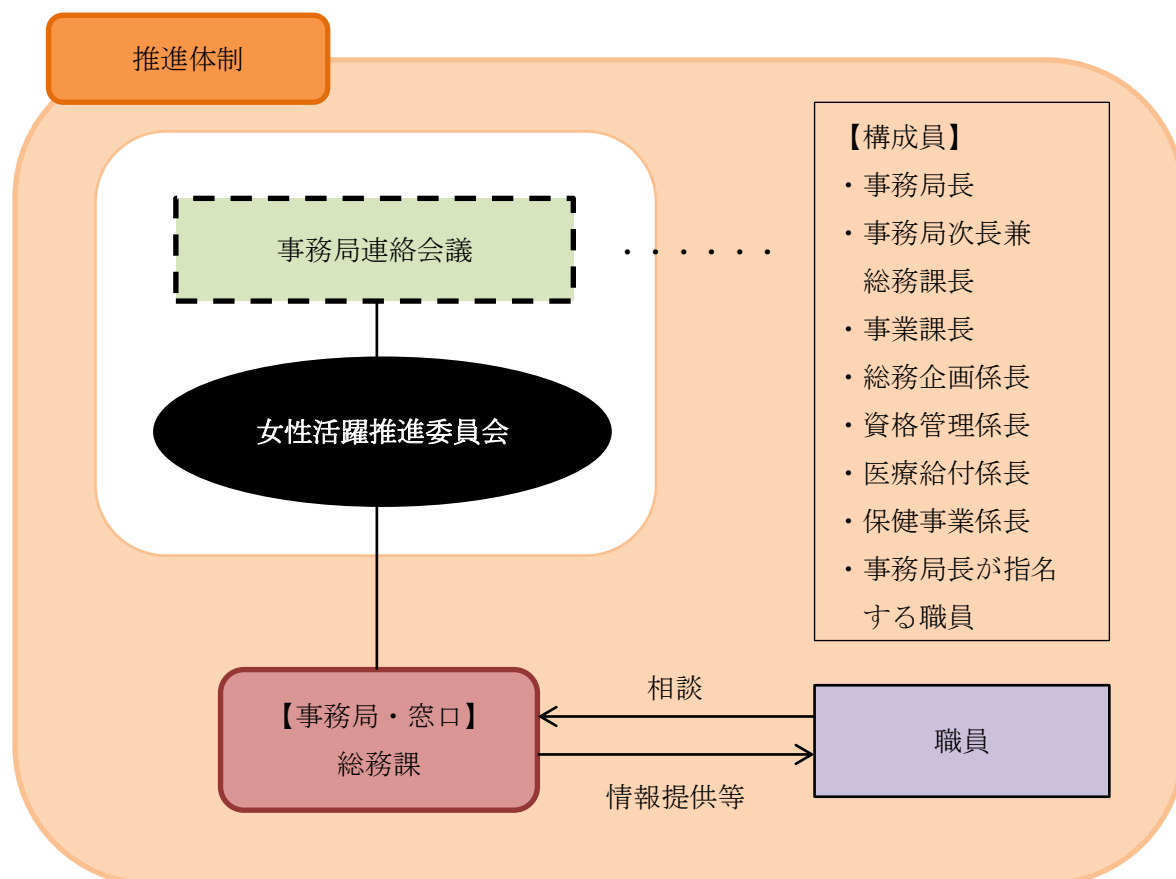 推進体制
事務局連絡会議
・・・・・・
女性活躍推進委員会
【構成員】
・事務局長
・事務局次長兼
総務課長
・事業課長
・総務企画係長
・資格管理係長
・医療給付係長
・保健事業係長
・事務局長が指名
する職員
【事務局・窓口】
総務課
相談
情報提供等
職員